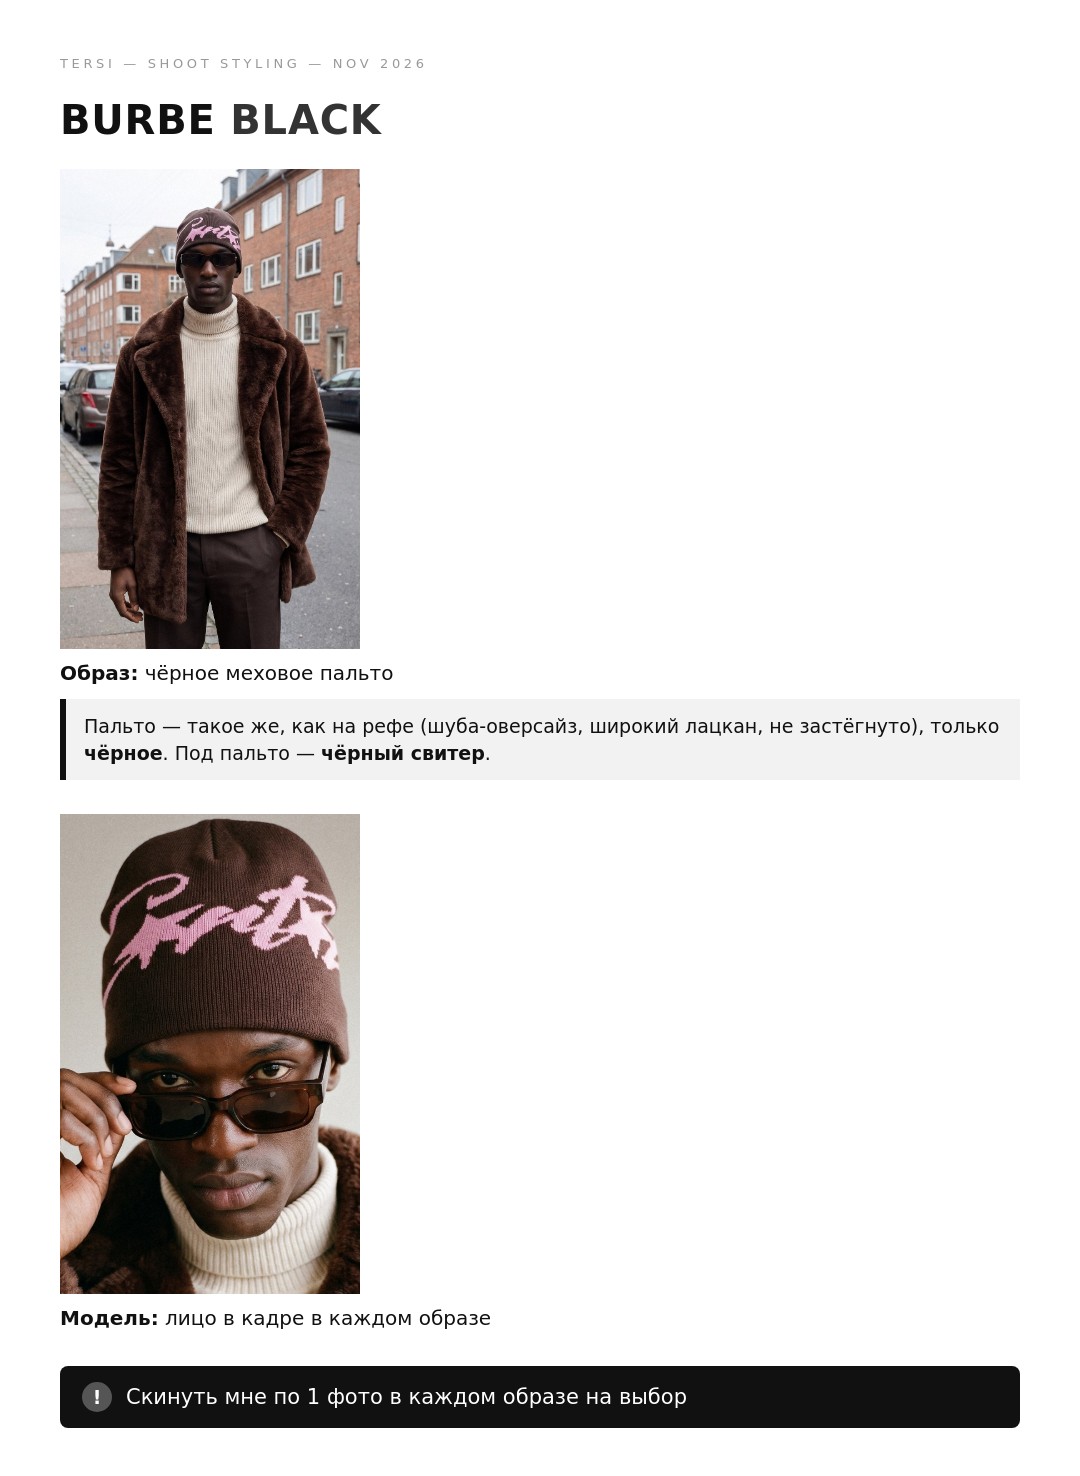 TERSI — SHOOT STYLING — NOV 2026
BURBE BLACK
Образ: чёрное меховое пальто
Пальто — такое же, как на рефе (шуба-оверсайз, широкий лацкан, не застёгнуто), только
чёрное. Под пальто — чёрный свитер.
Модель: лицо в кадре в каждом образе
! Скинуть мне по 1 фото в каждом образе на выбор